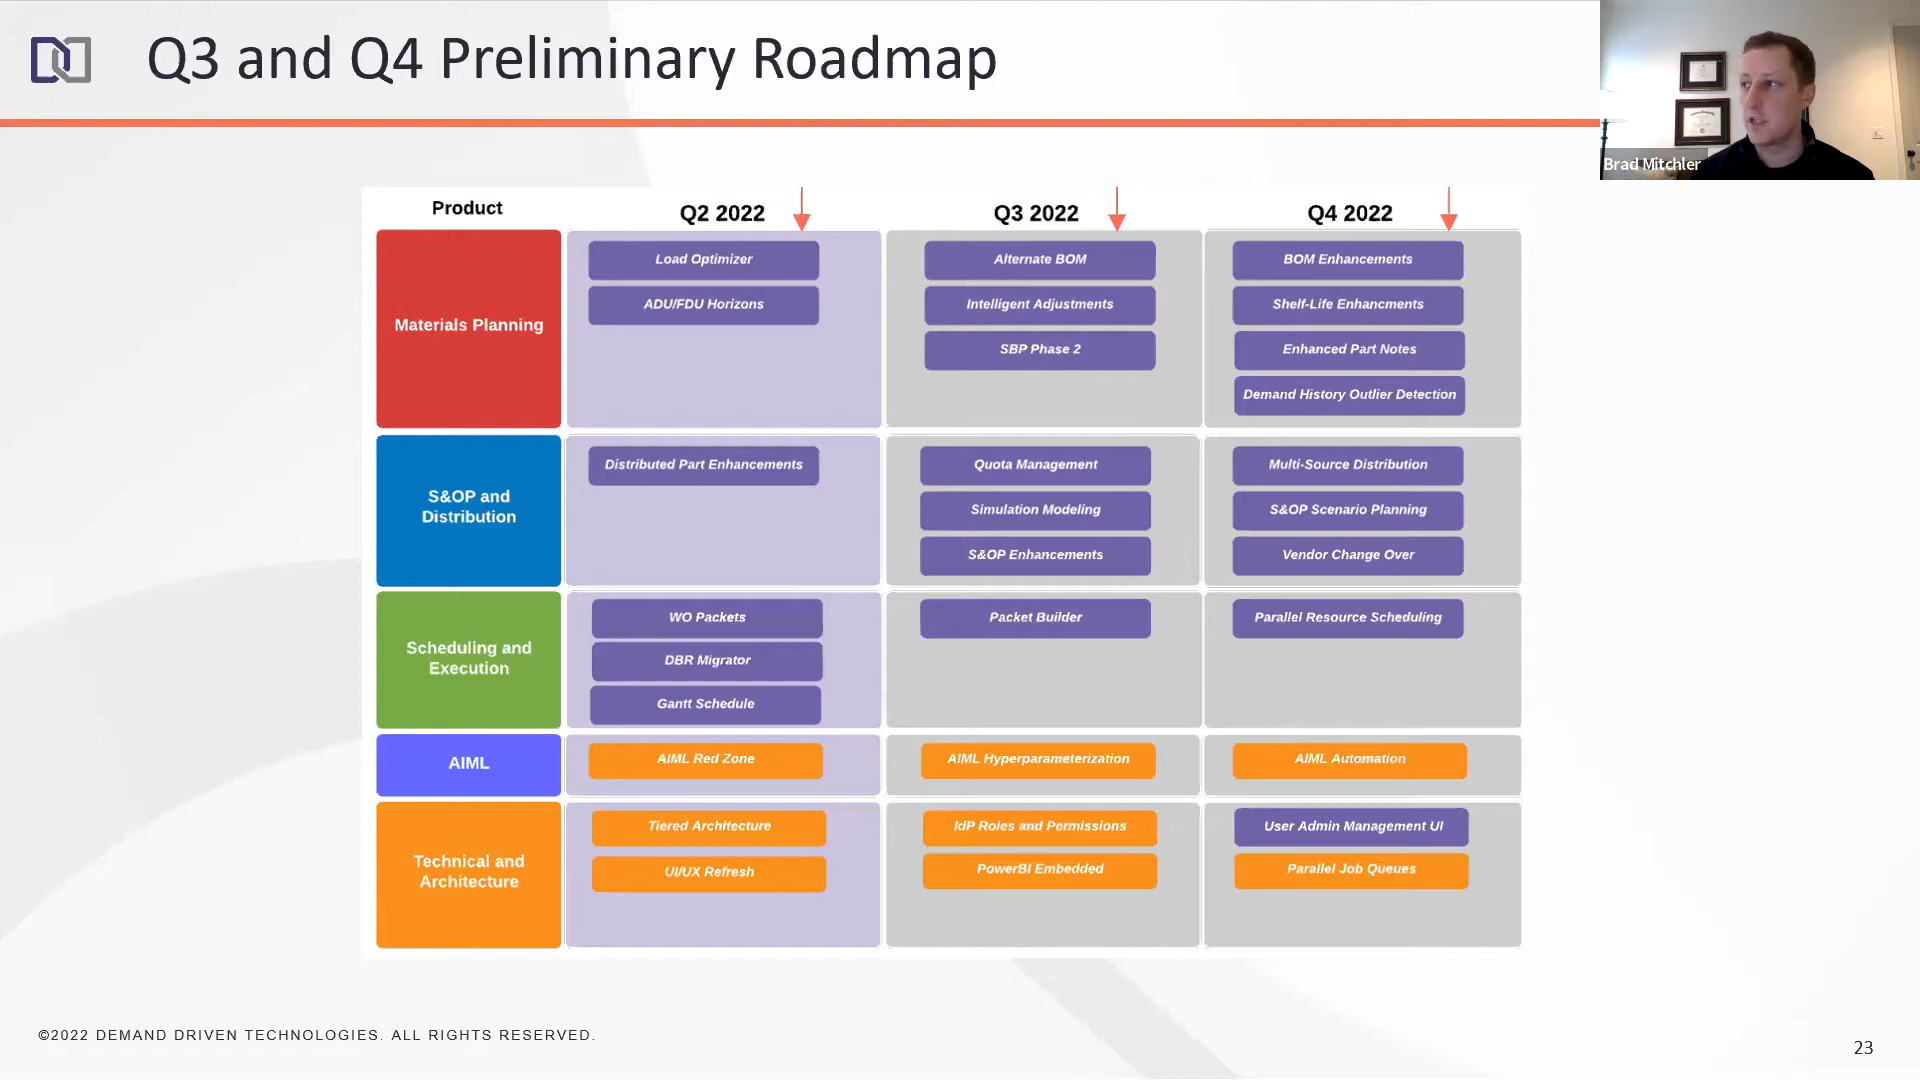 Q3 and Q4 Preliminary Roadmap
Brad Mitchler
Product
Q2 2022
Q3 2022
Q4 2022
Materials Planning
Load Optimizer
ADU/FDU Horizons
Alternate BOM
Intelligent Adjustments
SBP Phase 2
BOM Enhancements
Shelf-Life Enhancments
Enhanced Part Notes
Demand History Outlier Detection
S&OP and
Distribution
Distributed Part Enhancements
Quota Management
Simulation Modeling
S&OP Enhancements
Multi-Source Distribution
S&OP Scenario Planning
Vendor Change Over
Scheduling and
Execution
WO Packets
DBR Migrator
Gantt Schedule
Packet Builder
Parallel Resource Scheduling
AIML
AIML Red Zone
AIML Hyperparameterization
AIML Automation
Technical and
Architecture
Tiered Architecture
UI/UX Refresh
IdP Roles and Permissions
PowerBI Embedded
User Admin Management UI
Parallel Job Queues
©2022 DEMAND DRIVEN TECHNOLOGIES. ALL RIGHTS RESERVED.
23